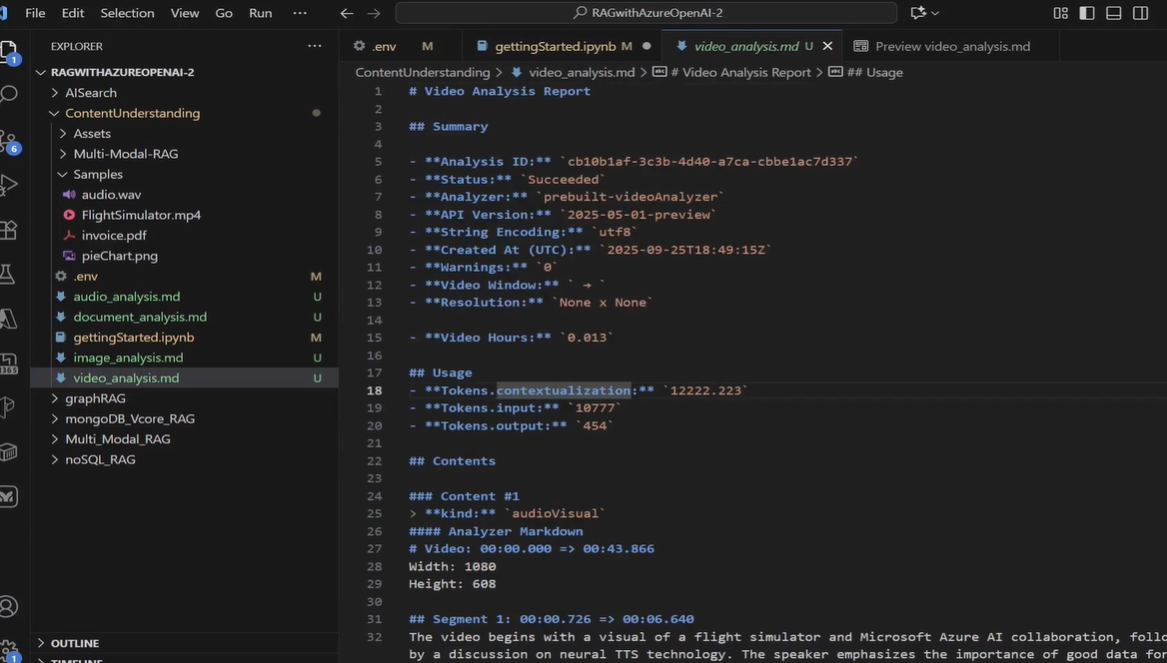 File Edit Selection View Go Run ···
RAGwithAzureOpenAI-2
EXPLORER ···
RAGWITHAZUREOPENAI-2
AISearch
ContentUnderstanding
Assets
Multi-Modal-RAG
Samples
audio.wav
FlightSimulator.mp4
invoice.pdf
pieChart.png
.env M
audio_analysis.md U
document_analysis.md U
gettingStarted.ipynb M
image_analysis.md U
video_analysis.md U
graphRAG
mongoDB_Vcore_RAG
Multi_Modal_RAG
noSQL_RAG
OUTLINE
TIMELINE
1
6
1
.env M
gettingStarted.ipynb M
video_analysis.md U
Preview video_analysis.md
ContentUnderstanding > video_analysis.md > # Video Analysis Report > ## Usage
1 # Video Analysis Report
2
3 ## Summary
4
5 - **Analysis ID:** `cb10b1af-3c3b-4d40-a7ca-cbbe1ac7d337`
6 - **Status:** `Succeeded`
7 - **Analyzer:** `prebuilt-videoAnalyzer`
8 - **API Version:** `2025-05-01-preview`
9 - **String Encoding:** `utf8`
10 - **Created At (UTC):** `2025-09-25T18:49:15Z`
11 - **Warnings:** `0`
12 - **Video Window:** ` → `
13 - **Resolution:** `None x None`
14
15 - **Video Hours:** `0.013`
16
17 ## Usage
18 - **Tokens.contextualization:** `12222.223`
19 - **Tokens.input:** `10777`
20 - **Tokens.output:** `454`
21
22 ## Contents
23
24 ### Content #1
25 > **kind:** `audioVisual`
26 #### Analyzer Markdown
27 # Video: 00:00.000 => 00:43.866
28 Width: 1080
29 Height: 608
30
31 ## Segment 1: 00:00.726 => 00:06.640
32 The video begins with a visual of a flight simulator and Microsoft Azure AI collaboration, follo
by a discussion on neural TTS technology. The speaker emphasizes the importance of good data for